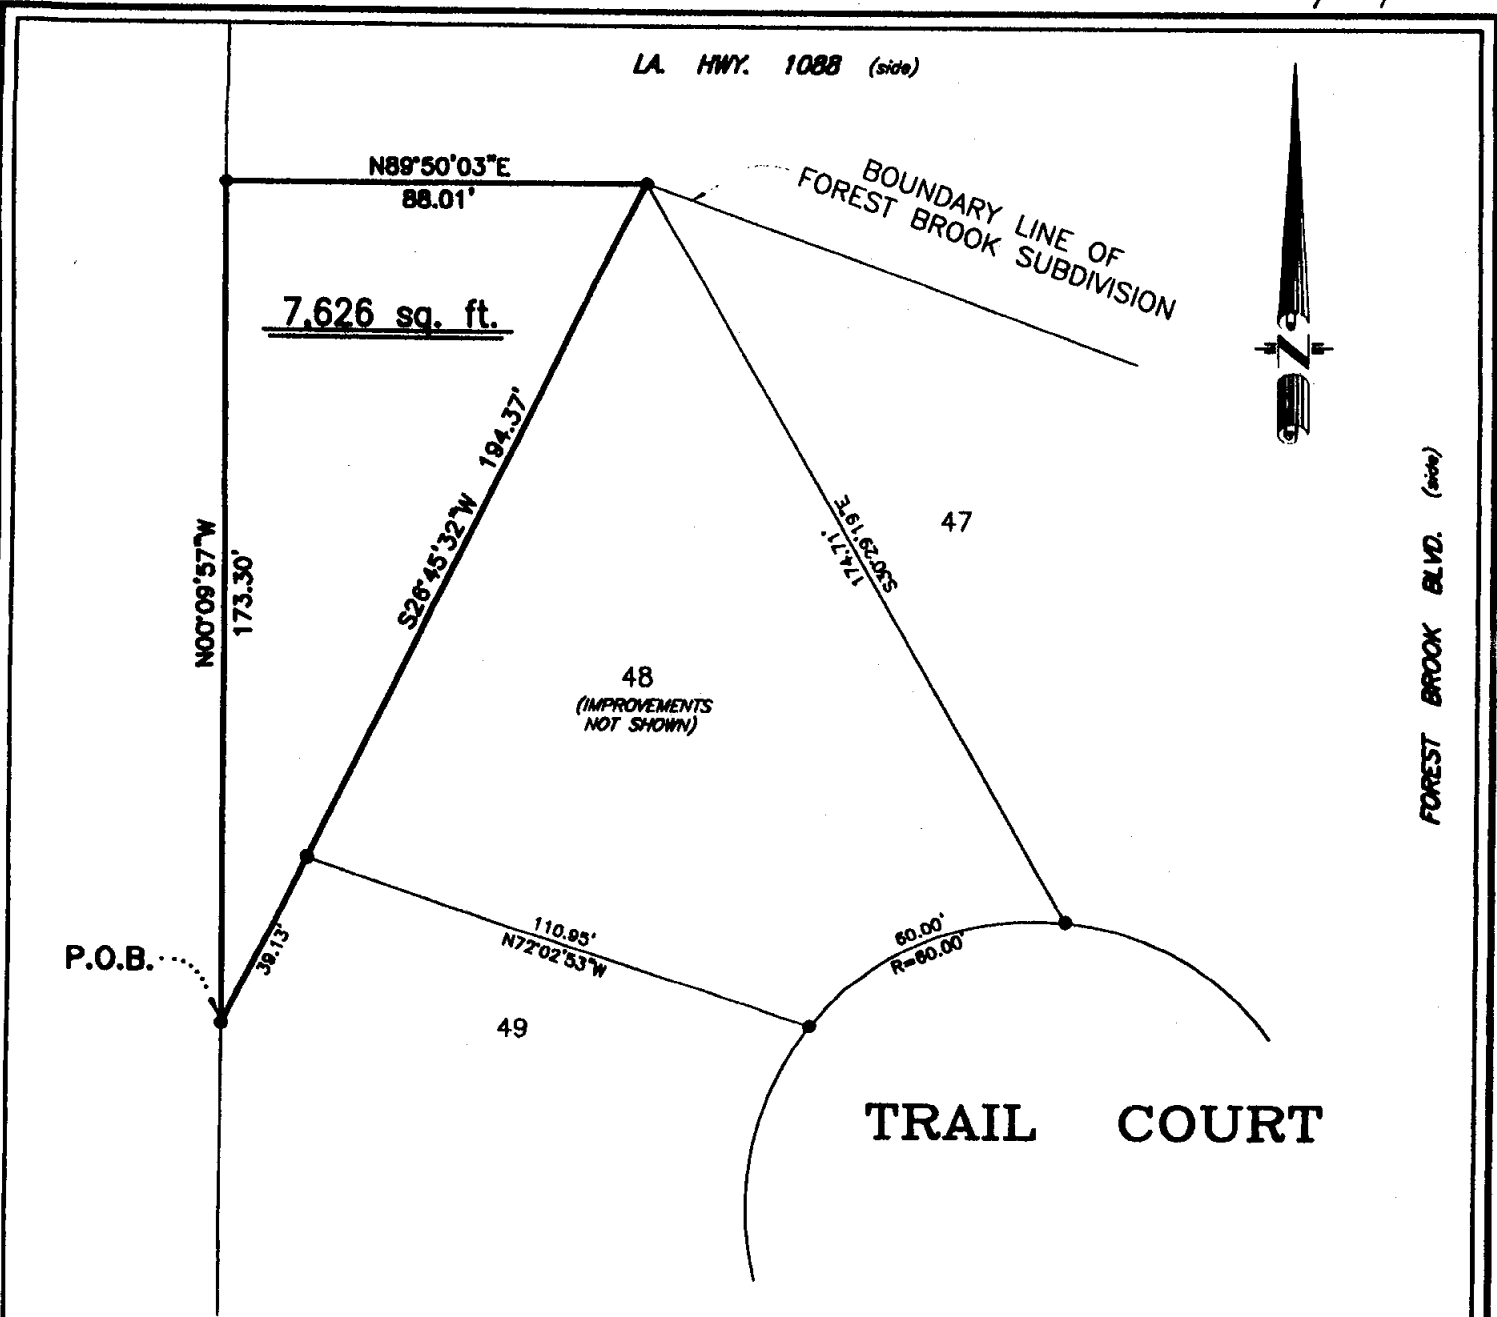 LA. HWY. 1088 (side)
N89°50'03"E
88.01'
BOUNDARY LINE OF
FOREST BROOK SUBDIVISION
7,626 sq. ft.
N
S26°45'32"W 194.37'
N00°09'57"W
173.30'
S30°29'19"E
174.71'
47
FOREST BROOK BLVD. (side)
48
(IMPROVEMENTS
NOT SHOWN)
P.O.B.
39.13'
110.95'
N72°02'53"W
60.00'
R=60.00'
49
TRAIL COURT